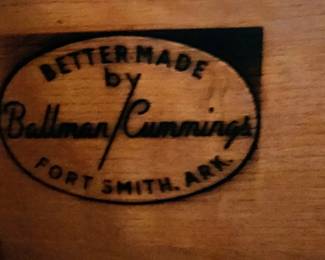 BETTER-MADE
by
Ballman/Cummings
FORT SMITH, ARK.